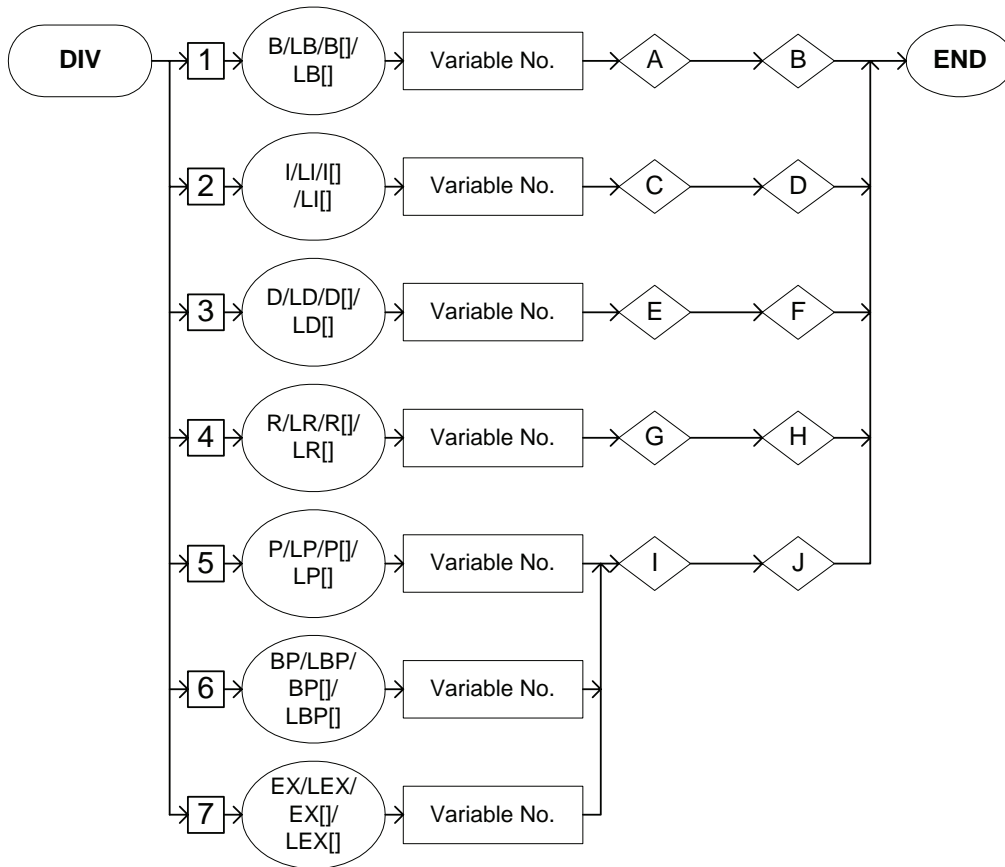 DIV
1
B/LB/B[]/
LB[]
Variable No.
A
B
END
2
I/LI/I[]
/LI[]
Variable No.
C
D
3
D/LD/D[]/
LD[]
Variable No.
E
F
4
R/LR/R[]/
LR[]
Variable No.
G
H
5
P/LP/P[]/
LP[]
Variable No.
I
J
6
BP/LBP/
BP[]/
LBP[]
Variable No.
7
EX/LEX/
EX[]/
LEX[]
Variable No.